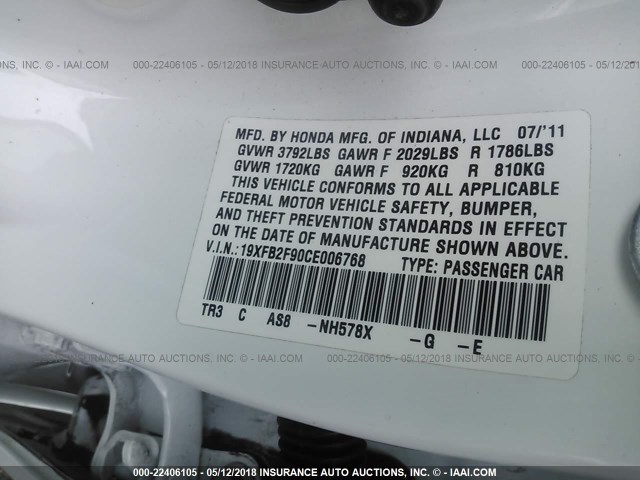 000-22406105 - 05/12/2018 INSURANCE AUTO AUCTIONS, INC. - IAAI.COM
MFD. BY HONDA MFG. OF INDIANA, LLC 07/'11
GVWR 3792LBS GAWR F 2029LBS R 1786LBS
GVWR 1720KG GAWR F 920KG R 810KG
THIS VEHICLE CONFORMS TO ALL APPLICABLE
FEDERAL MOTOR VEHICLE SAFETY, BUMPER,
AND THEFT PREVENTION STANDARDS IN EFFECT
ON THE DATE OF MANUFACTURE SHOWN ABOVE.
V.I.N.: 19XFB2F90CE006768 TYPE: PASSENGER CAR
TR3 C AS8 -NH578X -G -E
000-22406105 - 05/12/2018 INSURANCE AUTO AUCTIONS, INC. - IAAI.COM
000-22406105 - 05/12/2018 INSURANCE AUTO AUCTIONS, INC. - IAAI.COM